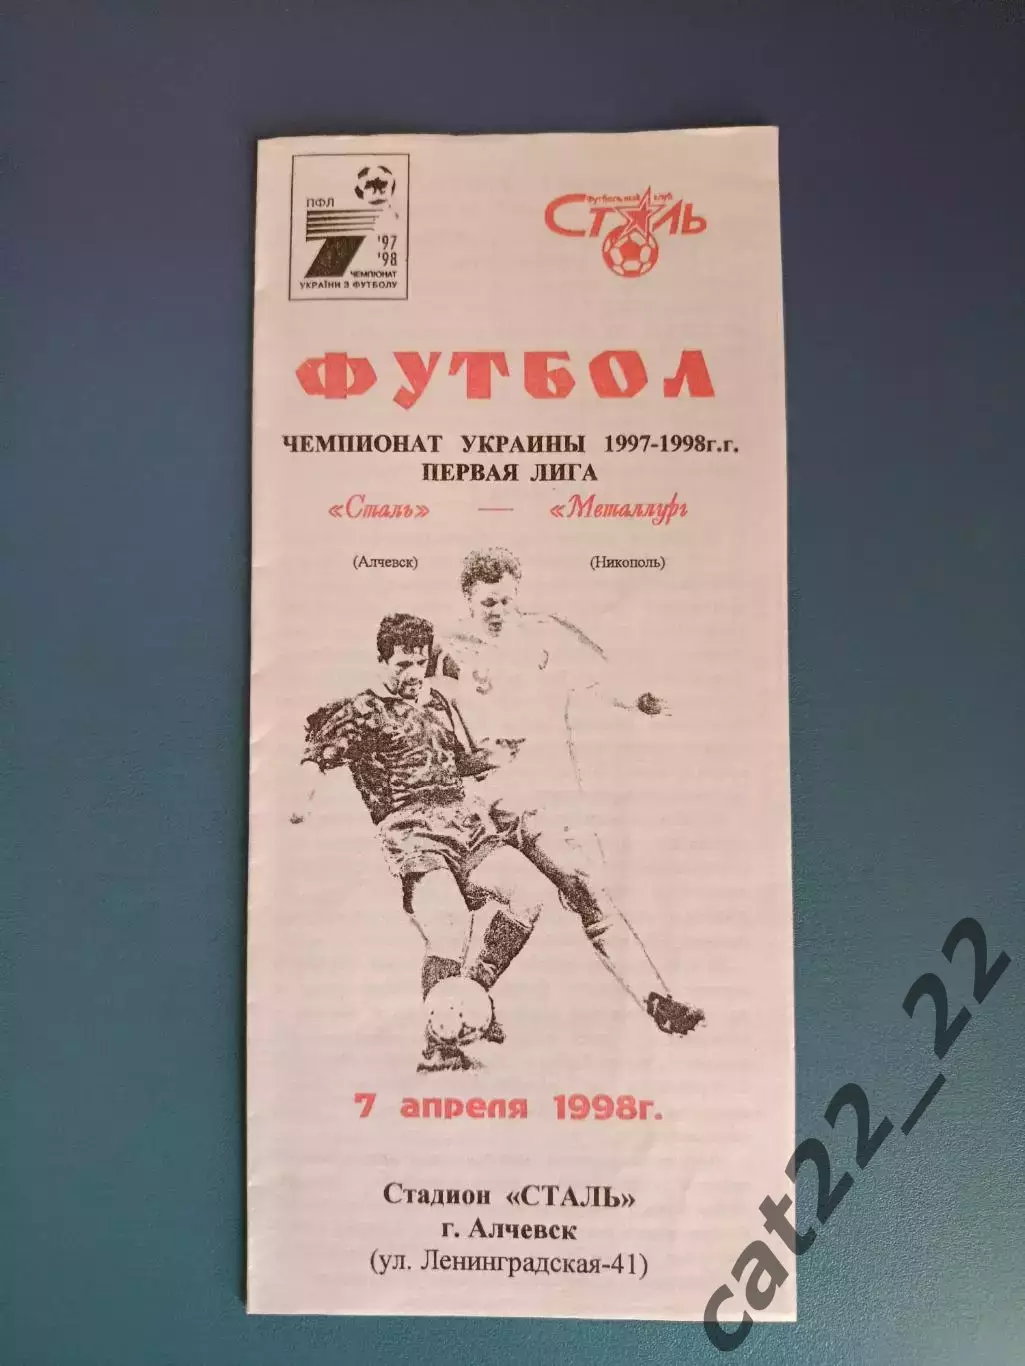 ПФЛ
'97
'98
ЧЕМПІОНАТ
УКРАЇНИ З ФУТБОЛУ
Футбольный клуб
Сталь
ФУТБОЛ
ЧЕМПИОНАТ УКРАИНЫ 1997-1998г.г.
ПЕРВАЯ ЛИГА
«Сталь» — «Металлург
(Алчевск) (Никополь)
7 апреля 1998г.
Стадион «СТАЛЬ»
г. Алчевск
(ул. Ленинградская-41)
cat22_22